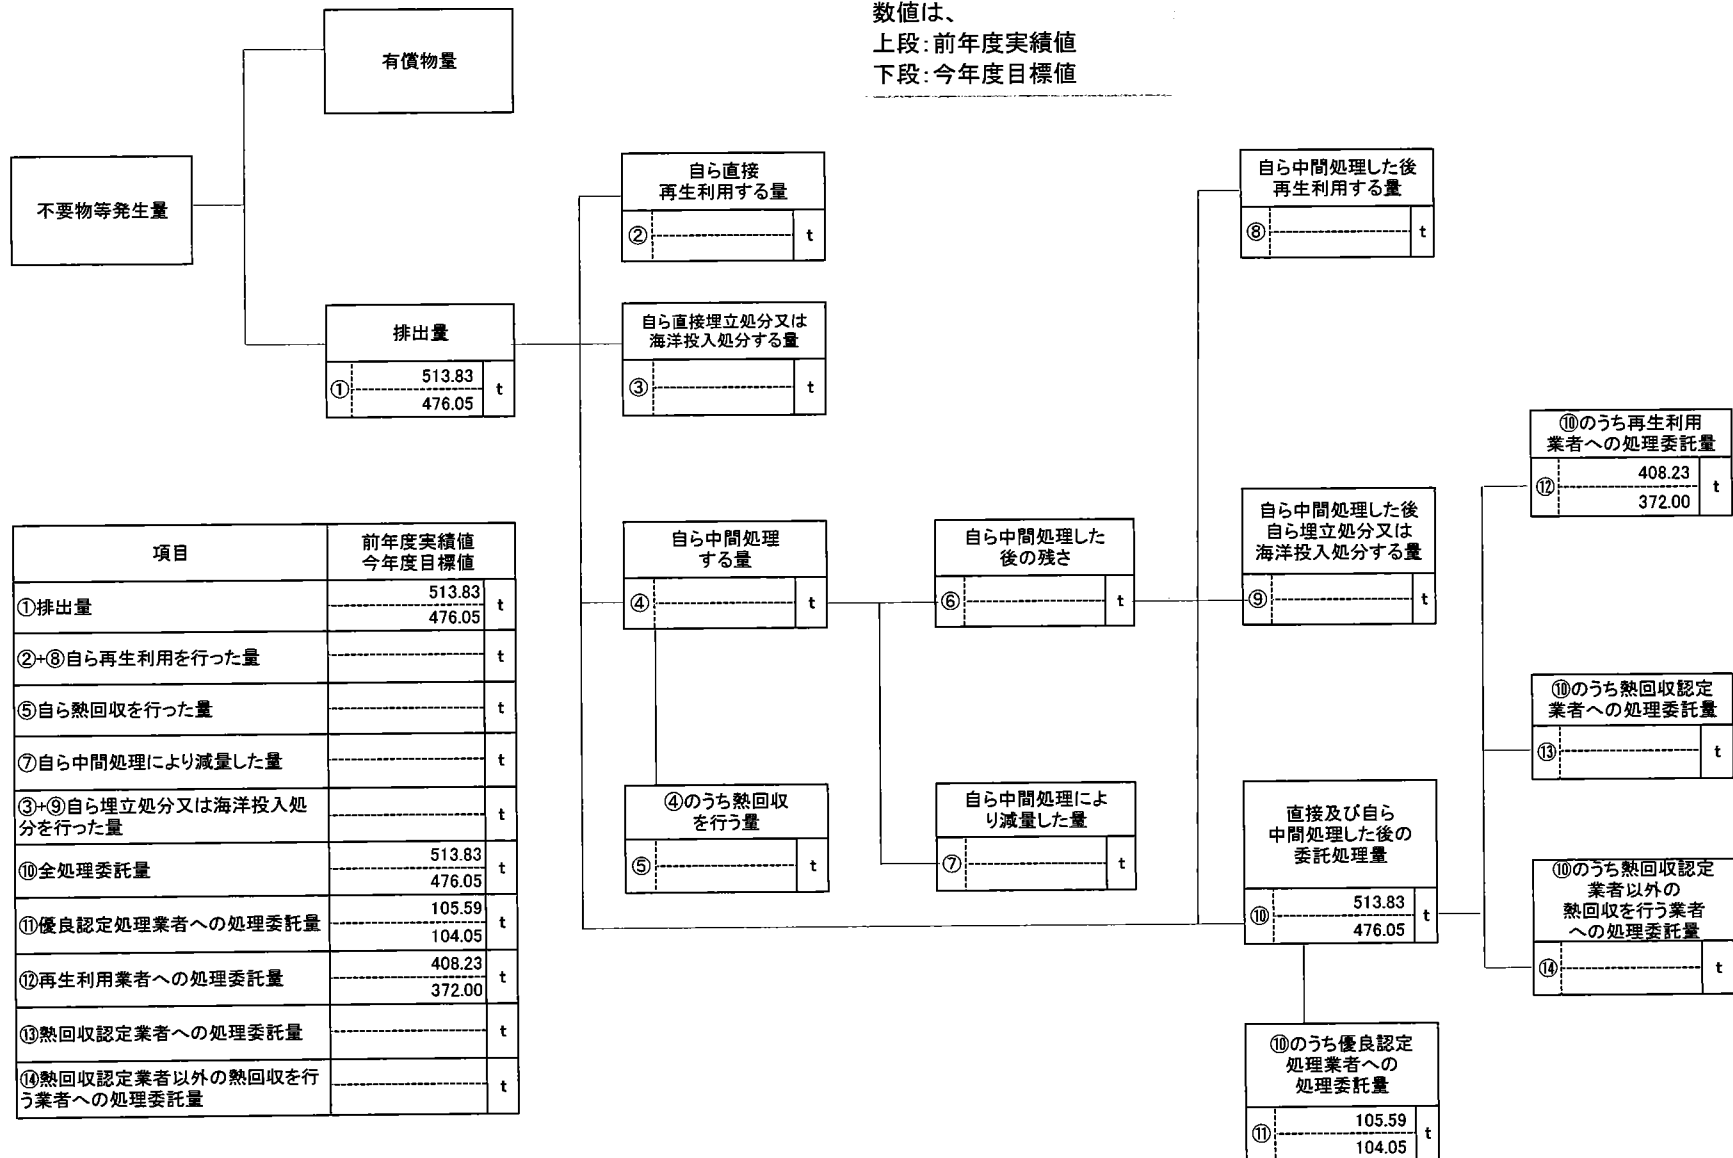 数値は、
上段：前年度実績値
下段：今年度目標値
有償物量
不要物等発生量
排出量
① 513.83 t
476.05
自ら直接
再生利用する量
② t
自ら直接埋立処分又は
海洋投入処分する量
③ t
自ら中間処理
する量
④ t
④のうち熱回収
を行う量
⑤ t
自ら中間処理した
後の残さ
⑥ t
自ら中間処理によ
り減量した量
⑦ t
自ら中間処理した後
再生利用する量
⑧ t
自ら中間処理した後
自ら埋立処分又は
海洋投入処分する量
⑨ t
直接及び自ら
中間処理した後の
委託処理量
⑩ 513.83 t
476.05
⑩のうち優良認定
処理業者への
処理委託量
⑪ 105.59 t
104.05
⑩のうち再生利用
業者への処理委託量
⑫ 408.23 t
372.00
⑩のうち熱回収認定
業者への処理委託量
⑬ t
⑩のうち熱回収認定
業者以外の
熱回収を行う業者
への処理委託量
⑭ t
項目 前年度実績値
今年度目標値
①排出量 513.83 t
476.05
②+⑧自ら再生利用を行った量 t
⑤自ら熱回収を行った量 t
⑦自ら中間処理により減量した量 t
③+⑨自ら埋立処分又は海洋投入処
分を行った量 t
⑩全処理委託量 513.83 t
476.05
⑪優良認定処理業者への処理委託量 105.59 t
104.05
⑫再生利用業者への処理委託量 408.23 t
372.00
⑬熱回収認定業者への処理委託量 t
⑭熱回収認定業者以外の熱回収を行
う業者への処理委託量 t